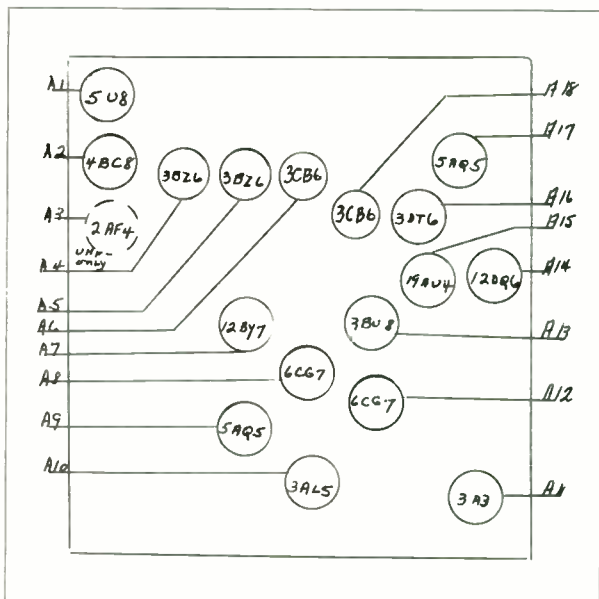 A1
5U8
A2
4BC8
3BZ6
3BZ6
3CB6
A3
2AF4
UHF-
only
A4
A5
A6
A7
12BY7
A8
6CG7
A9
5AQ5
A10
3AL5
A18
A17
5AQ5
3CB6
3DT6
A16
A15
19AU4
12DQ6
A14
3BU8
A13
6CG7
A12
3A3
A11